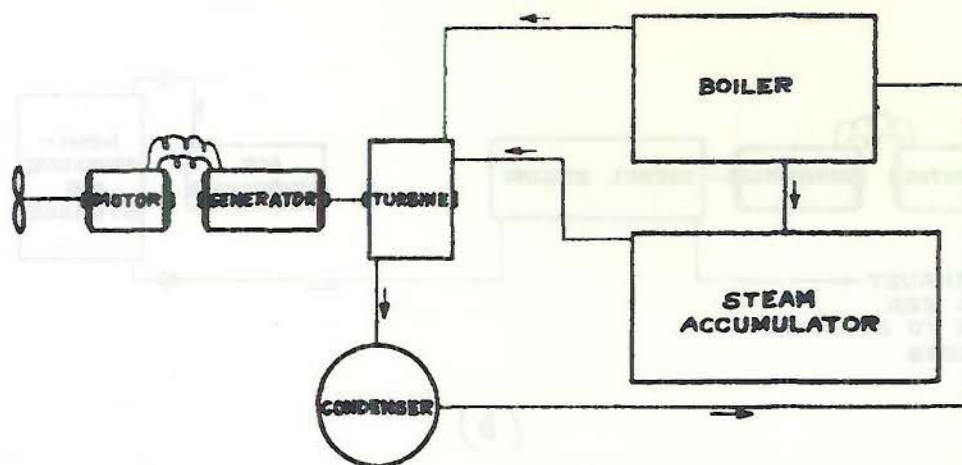 BOILER
MOTOR
GENERATOR
TURBINE
STEAM
ACCUMULATOR
CONDENSER